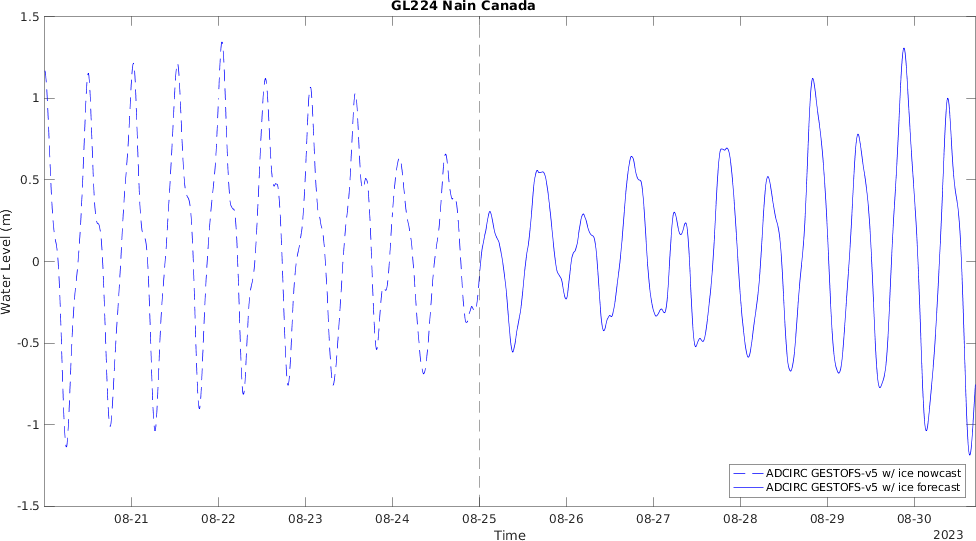 GL224 Nain Canada
1.5
1
0.5
0
-0.5
-1
-1.5
Water Level (m)
08-21 08-22 08-23 08-24 08-25 08-26 08-27 08-28 08-29 08-30
Time
2023
ADCIRC GESTOFS-v5 w/ ice nowcast
ADCIRC GESTOFS-v5 w/ ice forecast